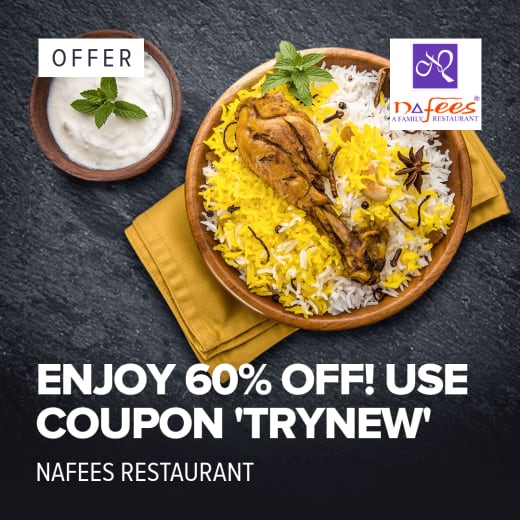 OFFER
nafees®
A FAMILY RESTAURANT
ENJOY 60% OFF! USE
COUPON 'TRYNEW'
NAFEES RESTAURANT